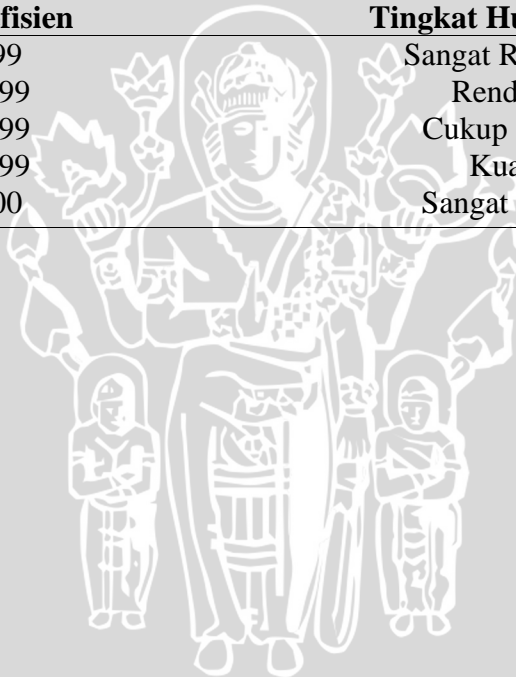 fisien Tingkat Hu
99 Sangat R
99 Rend
99 Cukup
99 Kua
00 Sangat